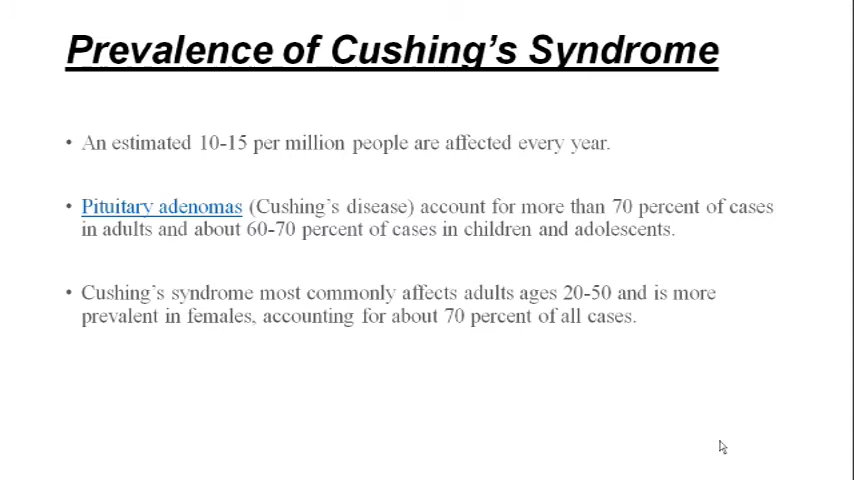 Prevalence of Cushing’s Syndrome
• An estimated 10-15 per million people are affected every year.
• Pituitary adenomas (Cushing’s disease) account for more than 70 percent of cases
in adults and about 60-70 percent of cases in children and adolescents.
• Cushing’s syndrome most commonly affects adults ages 20-50 and is more
prevalent in females, accounting for about 70 percent of all cases.